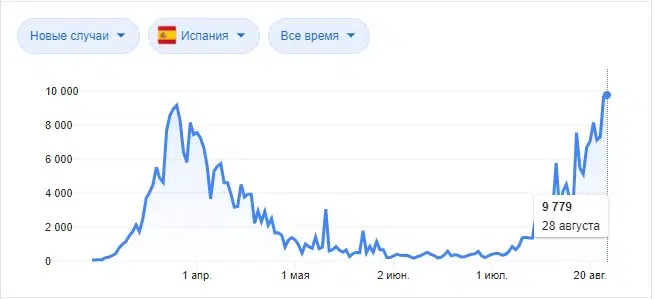 Новые случаи
Испания
Все время
10 000
8 000
6 000
4 000
2 000
0
9 779
28 августа
1 апр.
1 мая
2 июн.
1 июл.
20 авг.